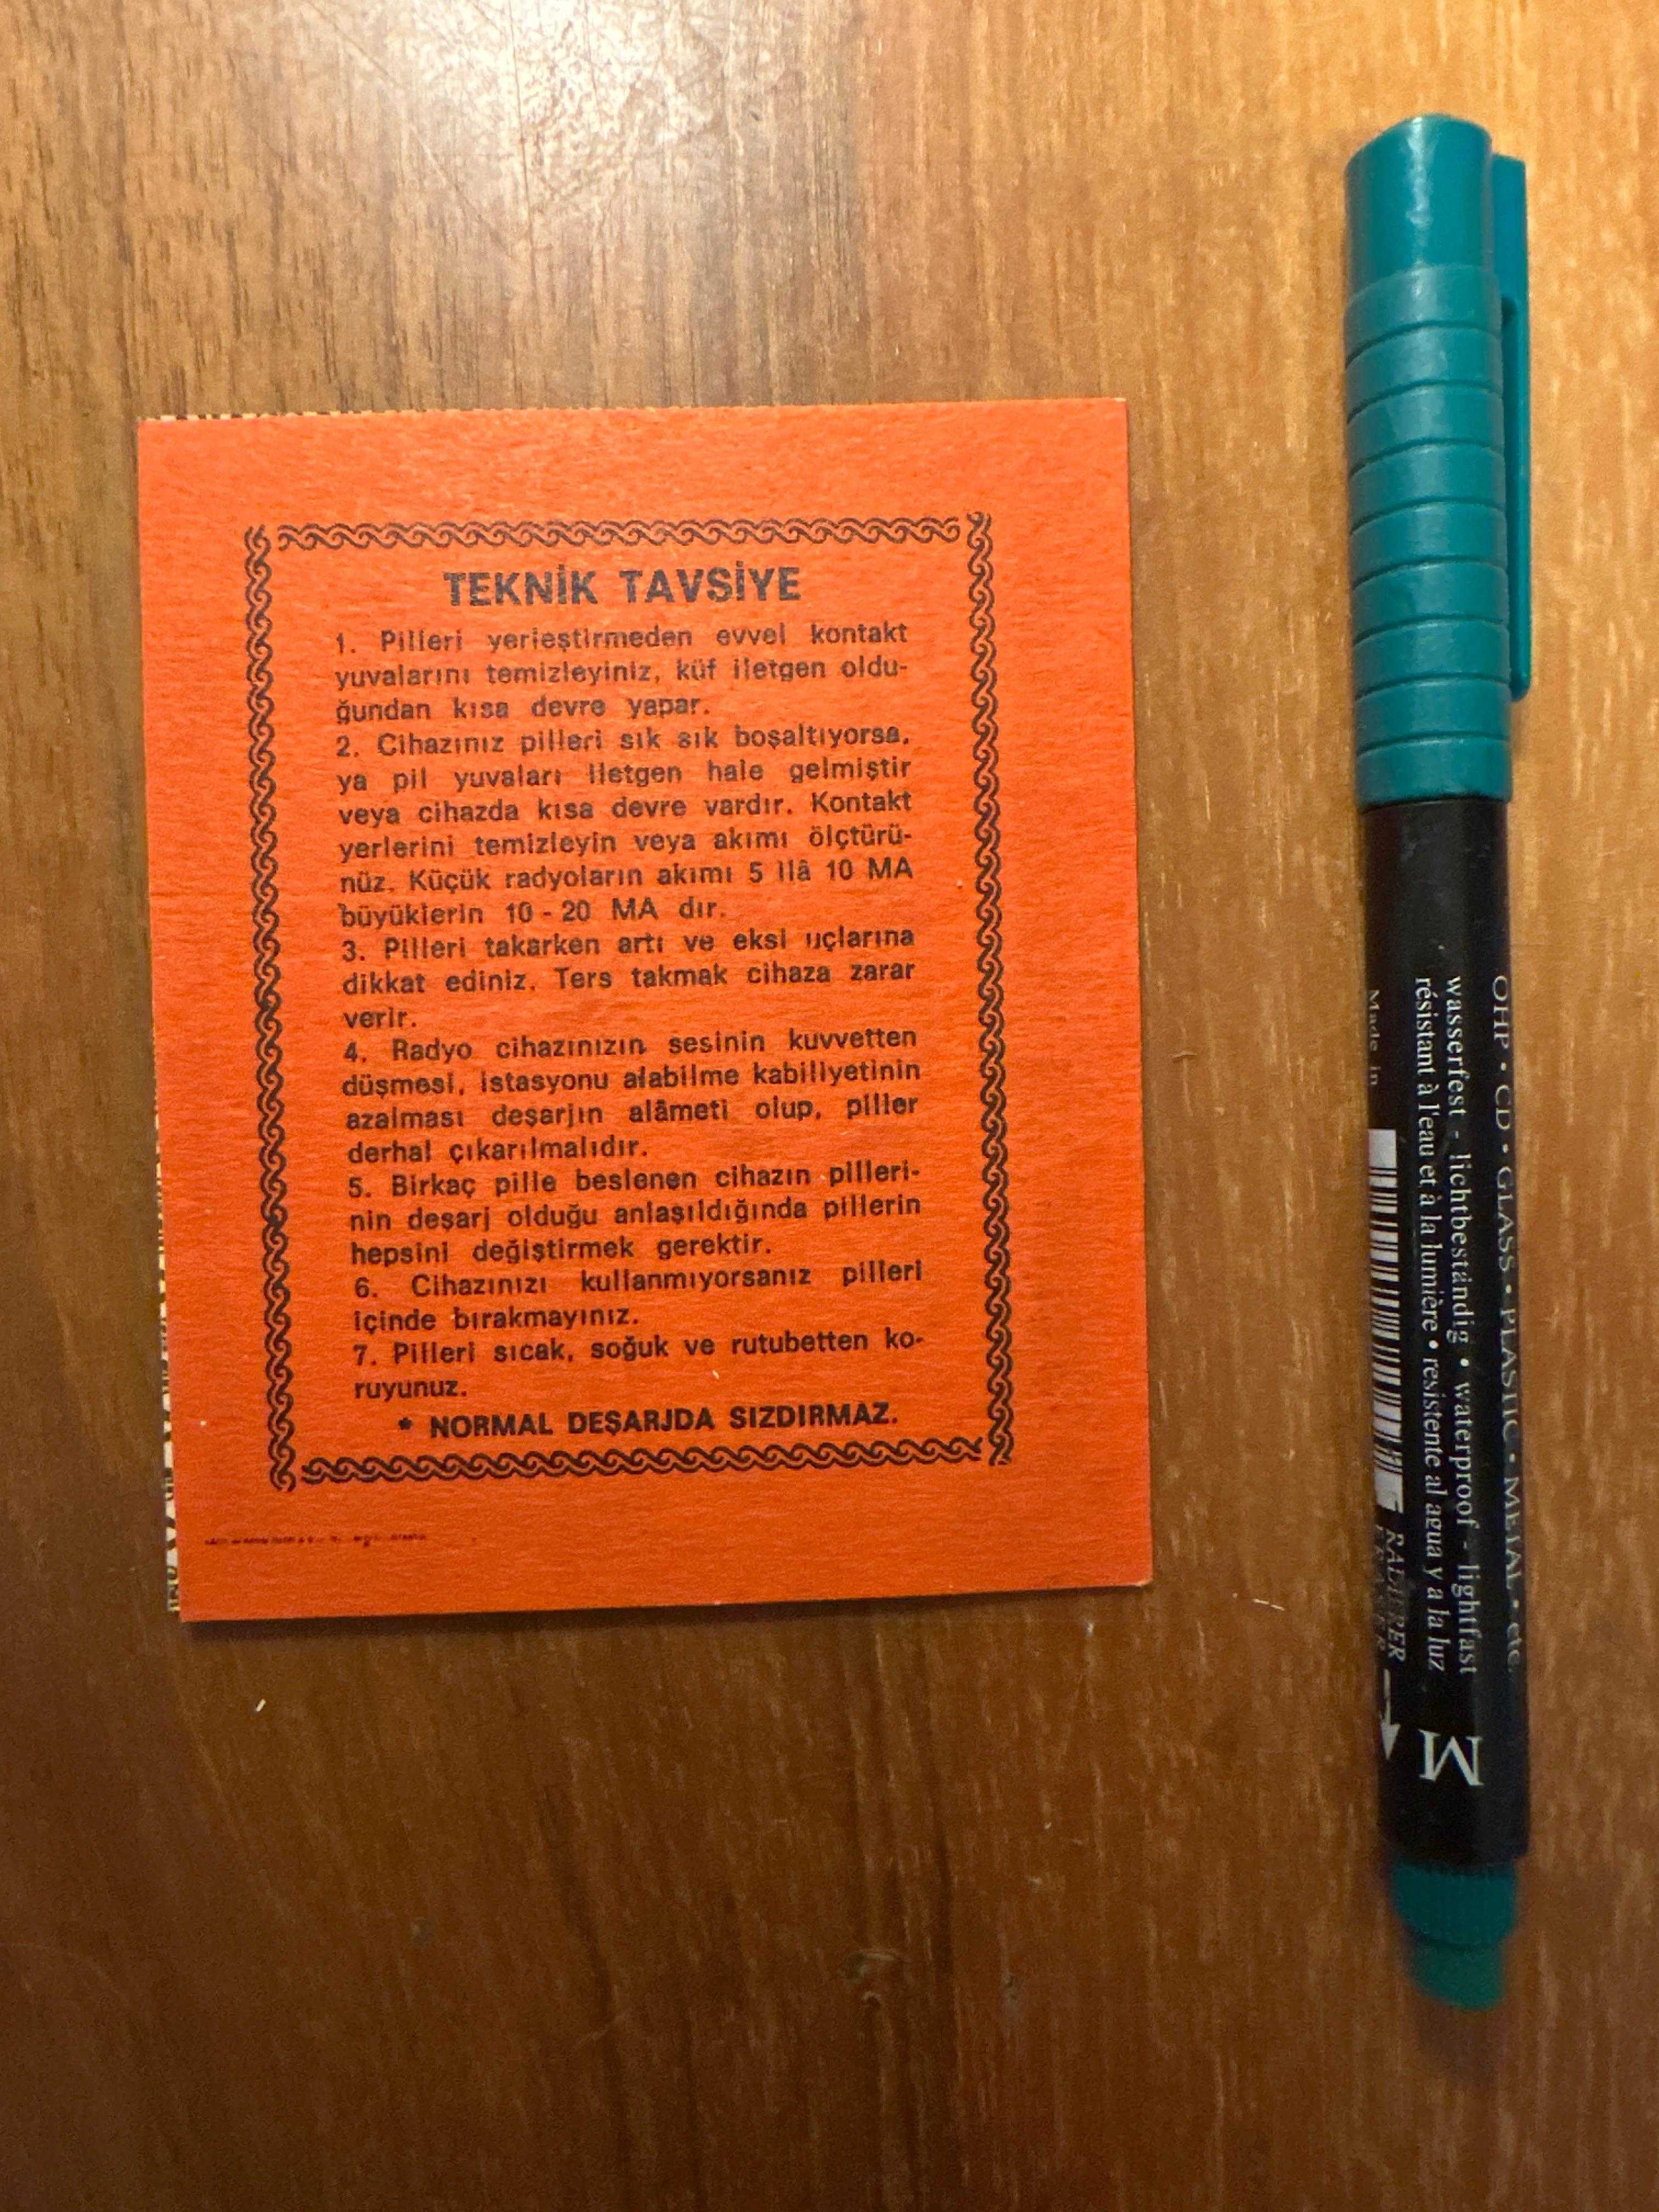 TEKNİK TAVSİYE
1. Pilleri yerleştirmeden evvel kontakt
yuvalarını temizleyiniz, küf iletgen oldu-
ğundan kısa devre yapar.
2. Cihazınız pilleri sık sık boşaltıyorsa,
ya pil yuvaları iletgen hale gelmiştir
veya cihazda kısa devre vardır. Kontakt
yerlerini temizleyin veya akımı ölçtürü-
nüz. Küçük radyoların akımı 5 ilâ 10 MA
büyüklerin 10 - 20 MA dır.
3. Pilleri takarken artı ve eksi uçlarına
dikkat ediniz. Ters takmak cihaza zarar
verir.
4. Radyo cihazınızın sesinin kuvvetten
düşmesi, istasyonu alabilme kabiliyetinin
azalması deşarjın alâmeti olup, piller
derhal çıkarılmalıdır.
5. Birkaç pille beslenen cihazın pilleri-
nin deşarj olduğu anlaşıldığında pillerin
hepsini değiştirmek gerektir.
6. Cihazınızı kullanmıyorsanız pilleri
içinde bırakmayınız.
7. Pilleri sıcak, soğuk ve rutubetten ko-
ruyunuz.
* NORMAL DEŞARJDA SIZDIRMAZ.
OHP • CD • GLASS • PLASTIC • METAL • etc.
wasserfest - lichtbeständig • waterproof - lightfast
résistant à l'eau et à la lumière • resistente al agua y a la luz
Made in
RADIERER
ERASER
M